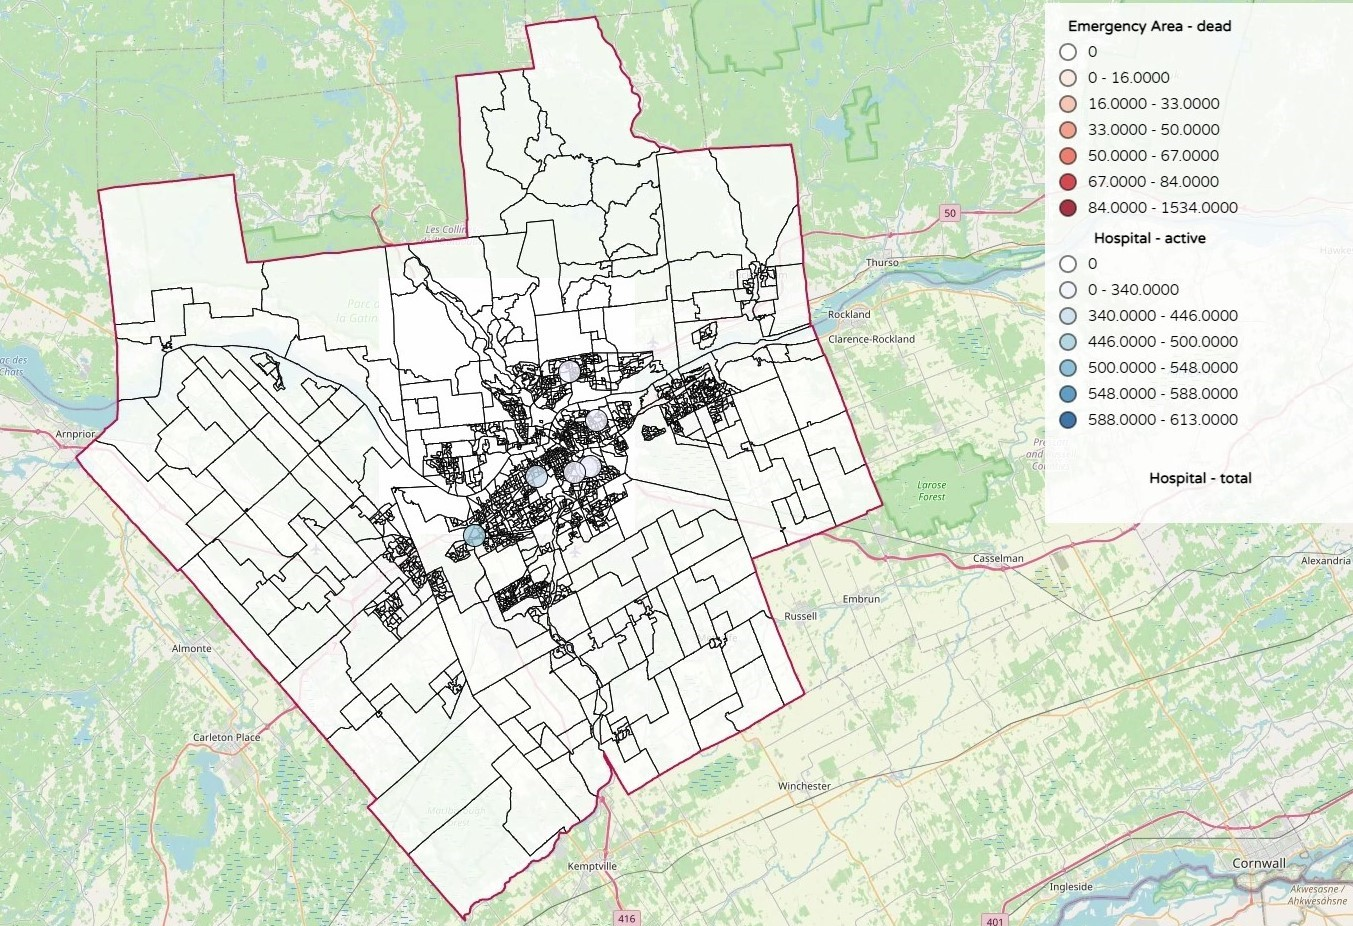 Emergency Area - dead
0
0 - 16.0000
16.0000 - 33.0000
33.0000 - 50.0000
50.0000 - 67.0000
67.0000 - 84.0000
84.0000 - 1534.0000
Hospital - active
0
0 - 340.0000
340.0000 - 446.0000
446.0000 - 500.0000
500.0000 - 548.0000
548.0000 - 588.0000
588.0000 - 613.0000
Hospital - total
50
Les Collin
Thurso
Rockland
Clarence-Rockland
Arnprior
Larose
Forest
Casselman
Alexandria
Embrun
Russell
Almonte
Carleton Place
Winchester
Kemptville
Cornwall
Ingleside
Akwesasne /
Ahkwesáhsne
416
401